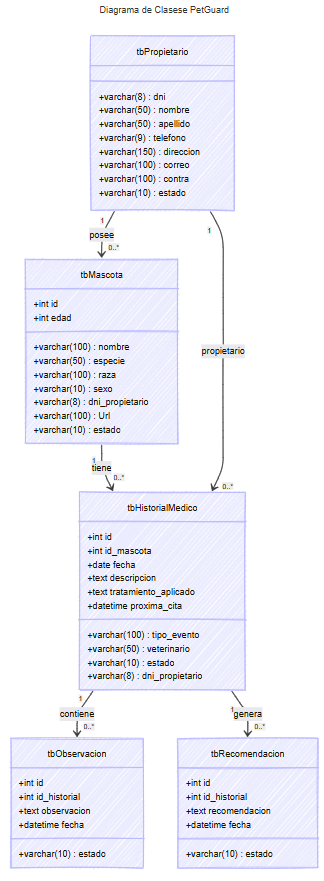 Diagrama de Clasese PetGuard
tbPropietario
+varchar(8) : dni
+varchar(50) : nombre
+varchar(50) : apellido
+varchar(9) : telefono
+varchar(150) : direccion
+varchar(100) : correo
+varchar(100) : contra
+varchar(10) : estado
1
1
posee
0..*
tbMascota
+int id
+int edad
+varchar(100) : nombre
+varchar(50) : especie
+varchar(100) : raza
+varchar(10) : sexo
+varchar(8) : dni_propietario
+varchar(100) : Url
+varchar(10) : estado
propietario
1
tiene
0..*
0..*
tbHistorialMedico
+int id
+int id_mascota
+date fecha
+text descripcion
+text tratamiento_aplicado
+datetime proxima_cita
+varchar(100) : tipo_evento
+varchar(50) : veterinario
+varchar(10) : estado
+varchar(8) : dni_propietario
1
1
contiene
genera
0..*
0..*
tbObservacion
+int id
+int id_historial
+text observacion
+datetime fecha
+varchar(10) : estado
tbRecomendacion
+int id
+int id_historial
+text recomendacion
+datetime fecha
+varchar(10) : estado